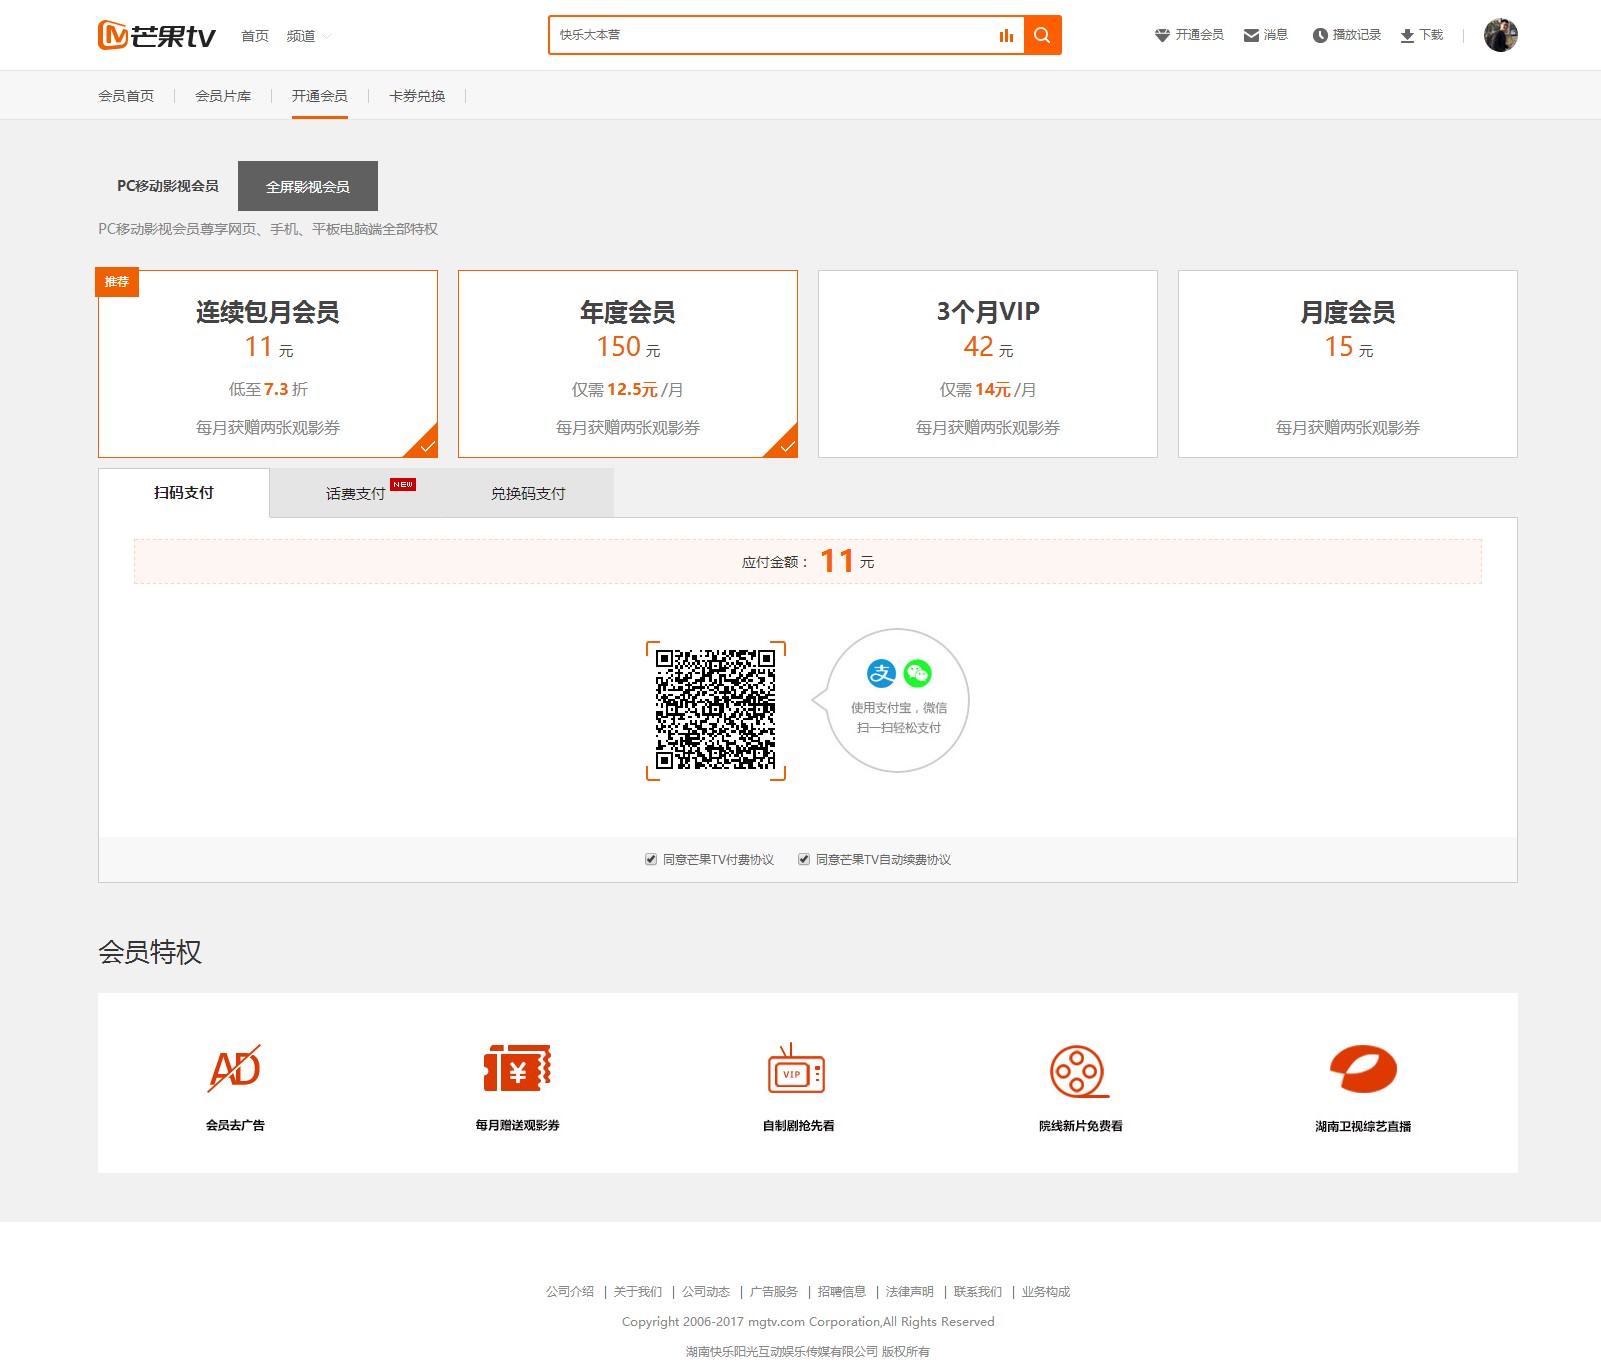 芒果tv 首页 频道 快乐大本营 开通会员 消息 播放记录 下载
会员首页 会员片库 开通会员 卡券兑换
PC移动影视会员 全屏影视会员
PC移动影视会员尊享网页、手机、平板电脑端全部特权
推荐
连续包月会员
11 元
低至 7.3 折
每月获赠两张观影券
年度会员
150 元
仅需 12.5元 /月
每月获赠两张观影券
3个月VIP
42 元
仅需 14元 /月
每月获赠两张观影券
月度会员
15 元
每月获赠两张观影券
扫码支付 话费支付 NEW 兑换码支付
应付金额： 11 元
支
使用支付宝，微信
扫一扫轻松支付
同意芒果TV付费协议 同意芒果TV自动续费协议
会员特权
AD
会员去广告
¥
每月赠送观影券
VIP
自制剧抢先看
院线新片免费看
湖南卫视综艺直播
公司介绍 | 关于我们 | 公司动态 | 广告服务 | 招聘信息 | 法律声明 | 联系我们 | 业务构成
Copyright 2006-2017 mgtv.com Corporation,All Rights Reserved
湖南快乐阳光互动娱乐传媒有限公司 版权所有